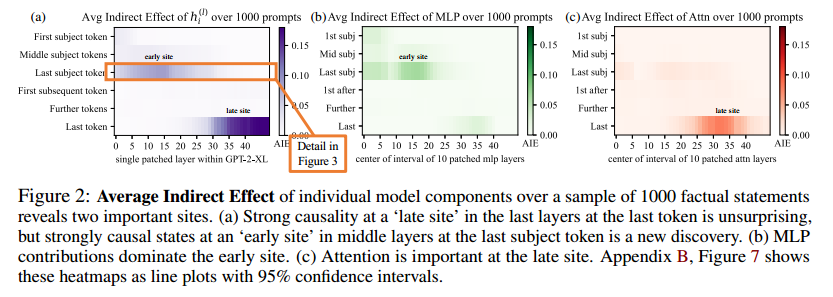 (a) Avg Indirect Effect of h_i^(l) over 1000 prompts
First subject token
Middle subject tokens
Last subject token
First subsequent token
Further tokens
Last token
early site
late site
0 5 10 15 20 25 30 35 40
single patched layer within GPT-2-XL
0.15
0.10
0.05
0.00
AIE
Detail in
Figure 3
(b) Avg Indirect Effect of MLP over 1000 prompts
1st subj
Mid subj
Last subj
1st after
Further
Last
early site
0 5 10 15 20 25 30 35 40
center of interval of 10 patched mlp layers
0.15
0.10
0.05
0.00
AIE
(c) Avg Indirect Effect of Attn over 1000 prompts
1st subj
Mid subj
Last subj
1st after
Further
Last
late site
0 5 10 15 20 25 30 35 40
center of interval of 10 patched attn layers
0.15
0.10
0.05
0.00
AIE
Figure 2: Average Indirect Effect of individual model components over a sample of 1000 factual statements
reveals two important sites. (a) Strong causality at a ‘late site’ in the last layers at the last token is unsurprising,
but strongly causal states at an ‘early site’ in middle layers at the last subject token is a new discovery. (b) MLP
contributions dominate the early site. (c) Attention is important at the late site. Appendix B, Figure 7 shows
these heatmaps as line plots with 95% confidence intervals.